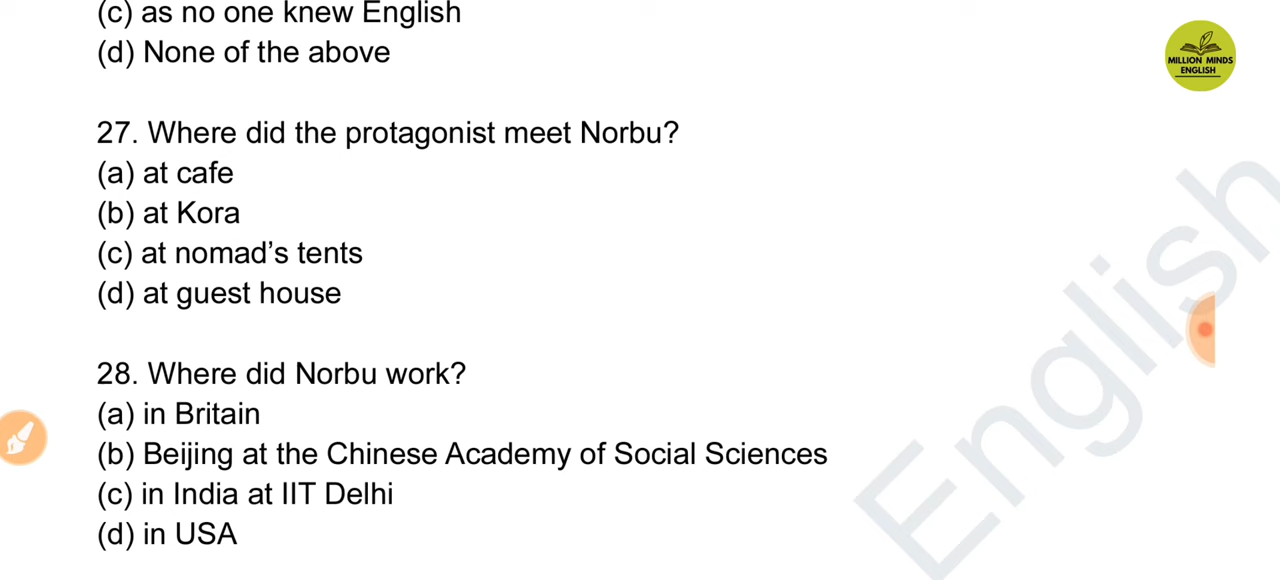 (c) as no one knew English
(d) None of the above
MILLION MINDS
ENGLISH
27. Where did the protagonist meet Norbu?
(a) at cafe
(b) at Kora
(c) at nomad’s tents
(d) at guest house
28. Where did Norbu work?
(a) in Britain
(b) Beijing at the Chinese Academy of Social Sciences
(c) in India at IIT Delhi
(d) in USA
English